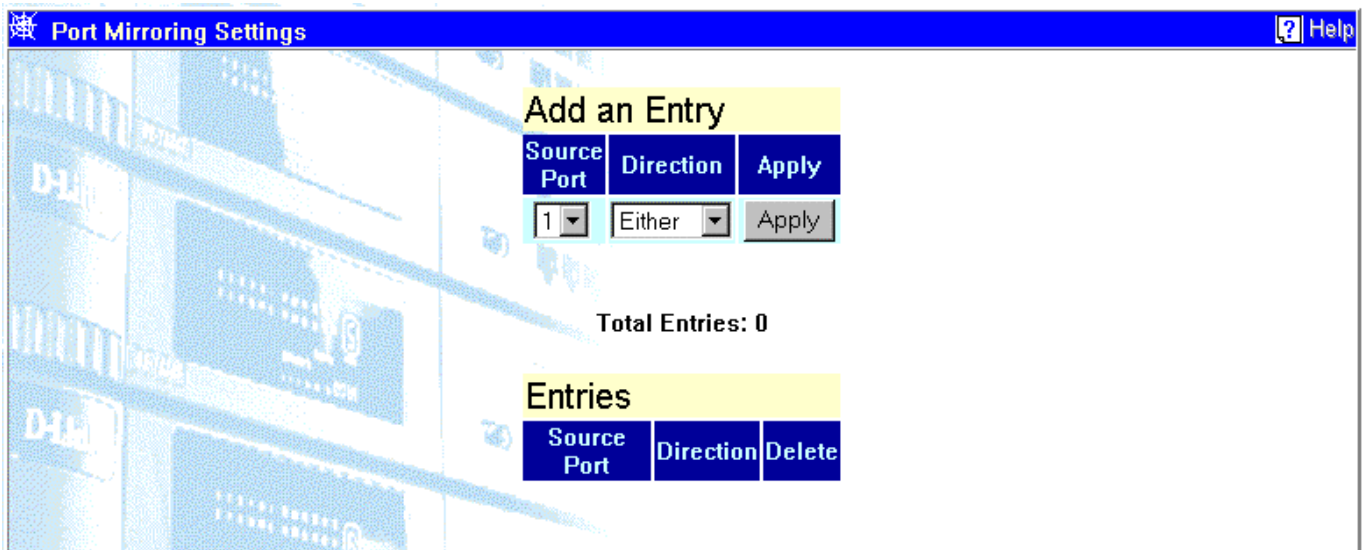 Port Mirroring Settings
? Help
Add an Entry
Source Port Direction Apply
1 Either Apply
Total Entries: 0
Entries
Source Port Direction Delete
D-Link